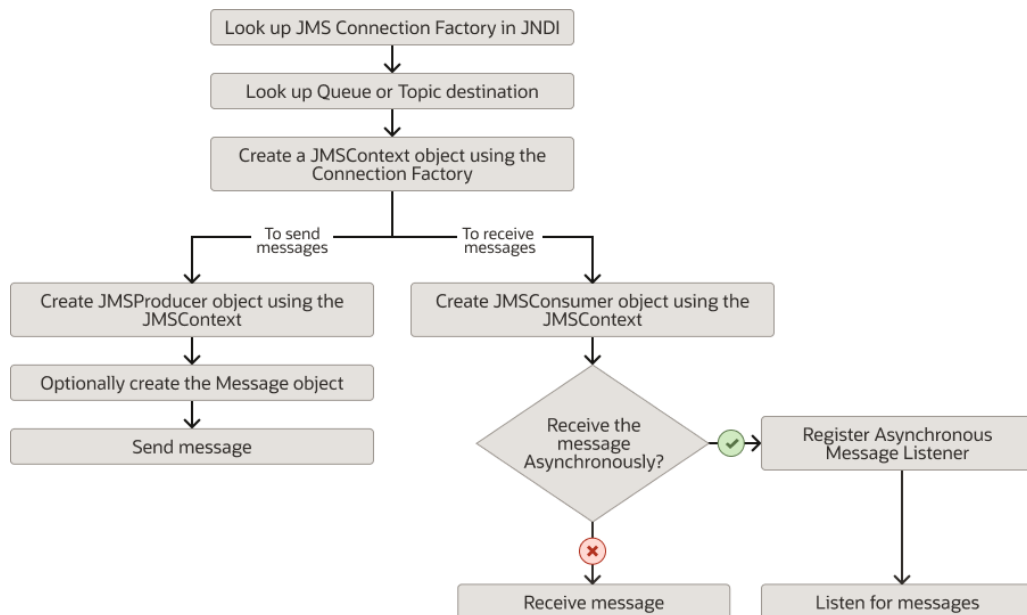 Look up JMS Connection Factory in JNDI
Look up Queue or Topic destination
Create a JMSContext object using the
Connection Factory
To send
messages
To receive
messages
Create JMSProducer object using the
JMSContext
Create JMSConsumer object using the
JMSContext
Optionally create the Message object
Send message
Receive the
message
Asynchronously?
Register Asynchronous
Message Listener
Receive message
Listen for messages